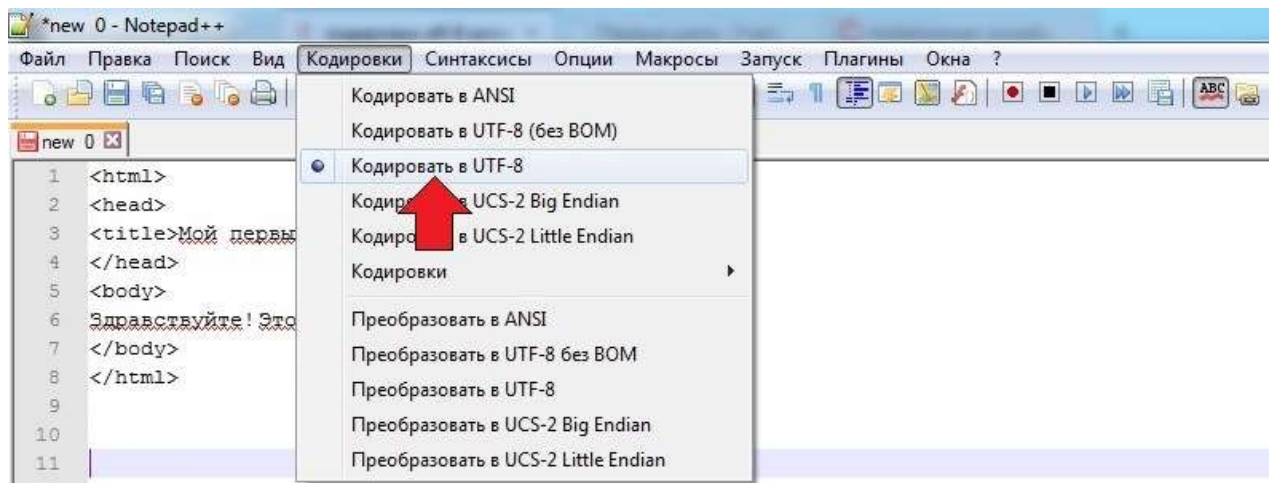 *new 0 - Notepad++
Файл Правка Поиск Вид Кодировки Синтаксисы Опции Макросы Запуск Плагины Окна ?
ABC
new 0
Кодировать в ANSI
Кодировать в UTF-8 (без BOM)
Кодировать в UTF-8
Кодир в UCS-2 Big Endian
Кодиро в UCS-2 Little Endian
Кодировки
Преобразовать в ANSI
Преобразовать в UTF-8 без BOM
Преобразовать в UTF-8
Преобразовать в UCS-2 Big Endian
Преобразовать в UCS-2 Little Endian
1 <html>
2 <head>
3 <title>Мой первы
4 </head>
5 <body>
6 Здравствуйте! Это
7 </body>
8 </html>
9
10
11